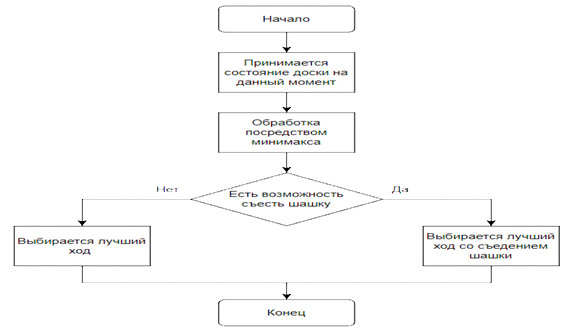 Начало
Принимается
состояние доски на
данный момент
Обработка
посредством
минимакса
Есть возможность
съесть шашку
Нет
Да
Выбирается лучший
ход
Выбирается лучший
ход со съедением
шашки
Конец